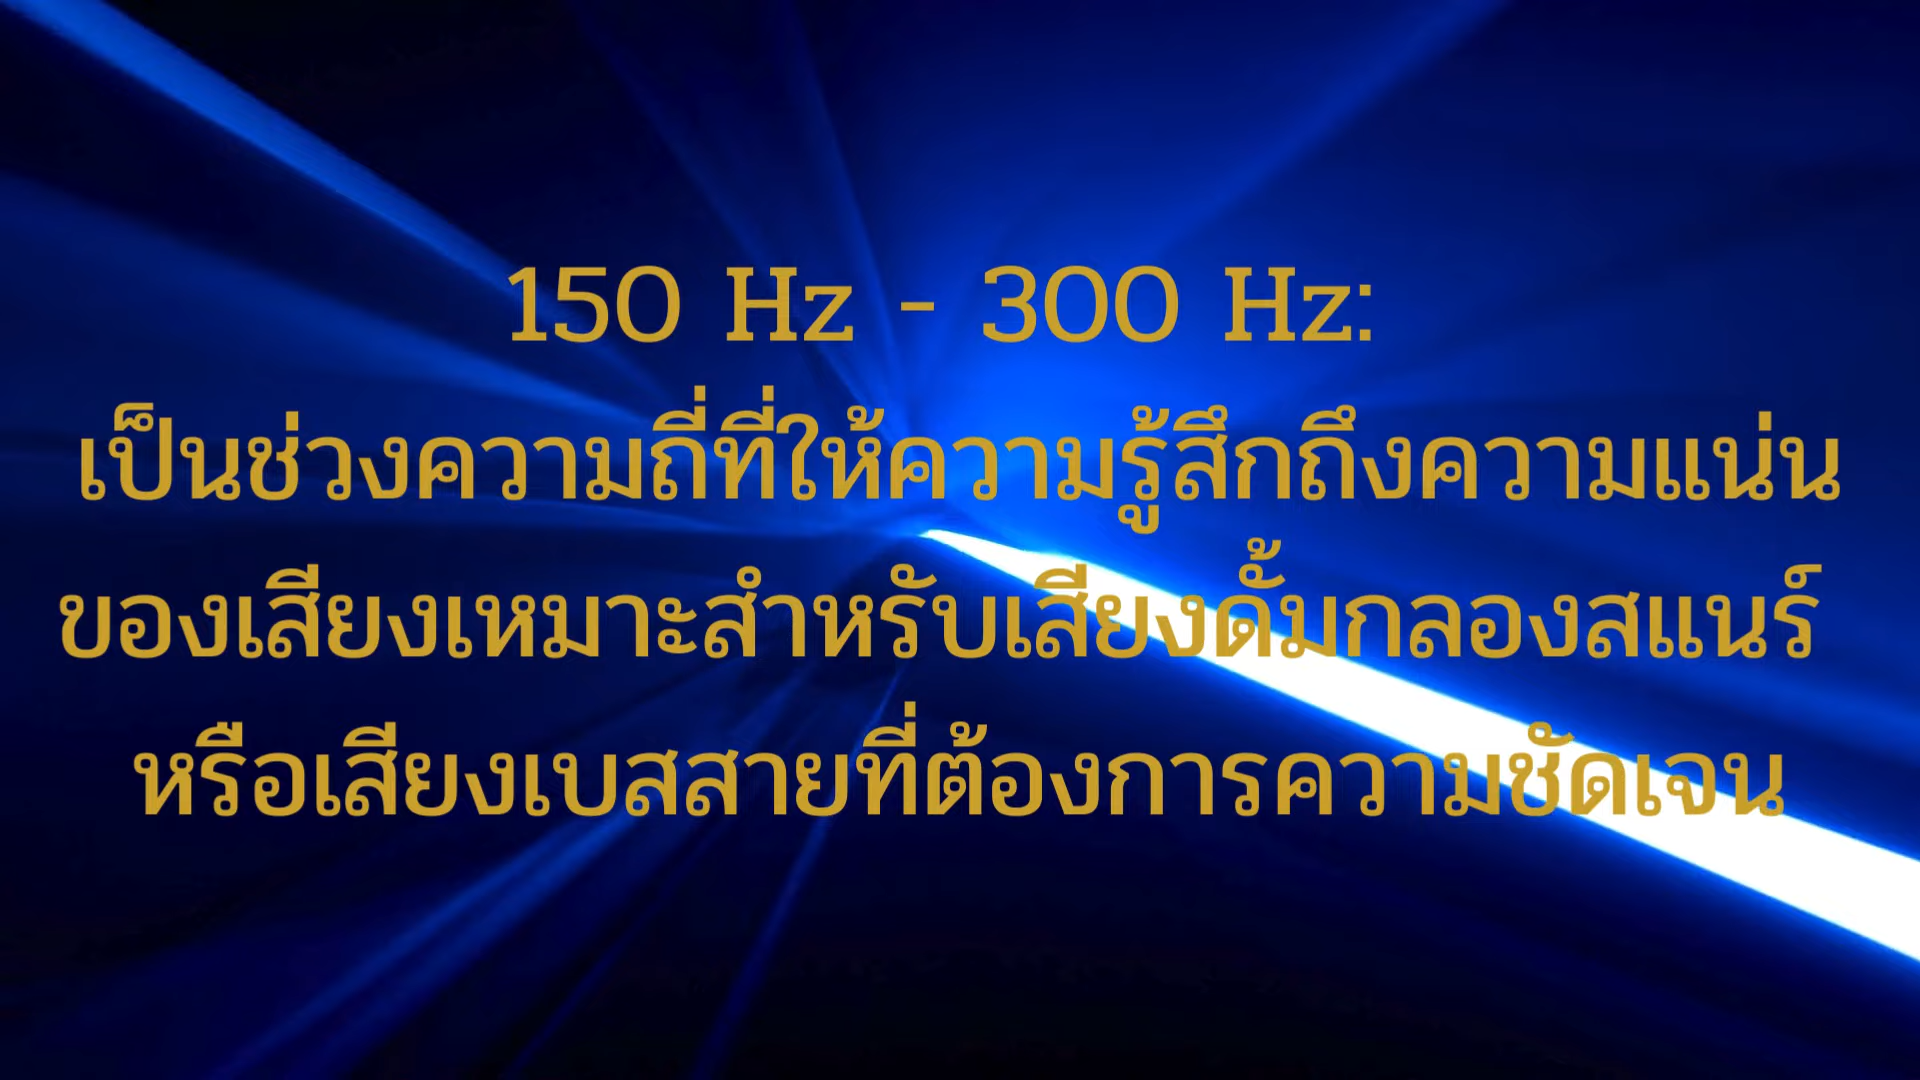 150 Hz - 300 Hz:
เป็นช่วงความถี่ที่ให้ความรู้สึกถึงความแน่น
ของเสียงเหมาะสำหรับเสียงดั้มกลองสแนร์
หรือเสียงเบสสายที่ต้องการความชัดเจน